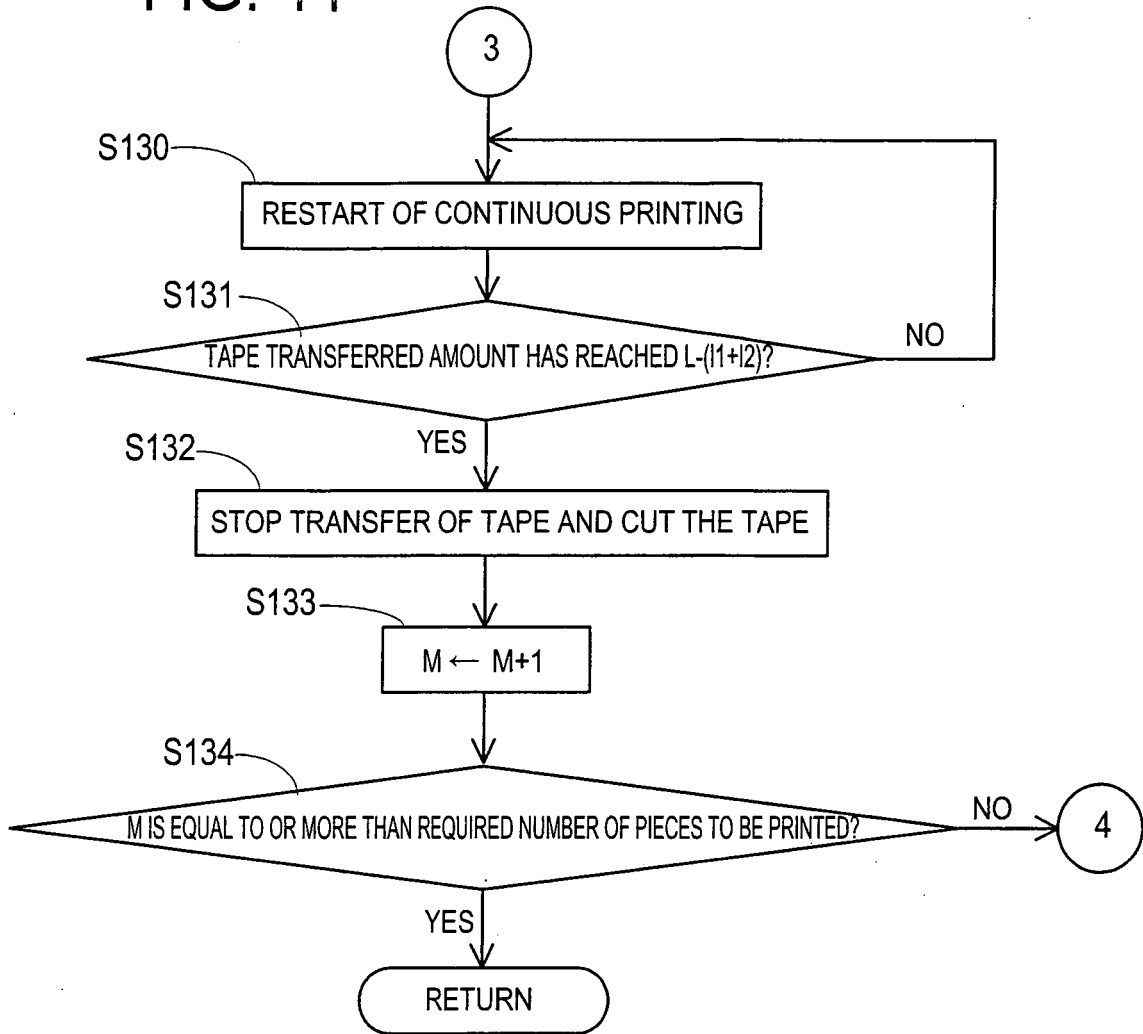 FIG. 11
3
S130
RESTART OF CONTINUOUS PRINTING
S131
TAPE TRANSFERRED AMOUNT HAS REACHED L-(l1+l2)?
NO
YES
S132
STOP TRANSFER OF TAPE AND CUT THE TAPE
S133
M ← M+1
S134
M IS EQUAL TO OR MORE THAN REQUIRED NUMBER OF PIECES TO BE PRINTED?
NO
4
YES
RETURN